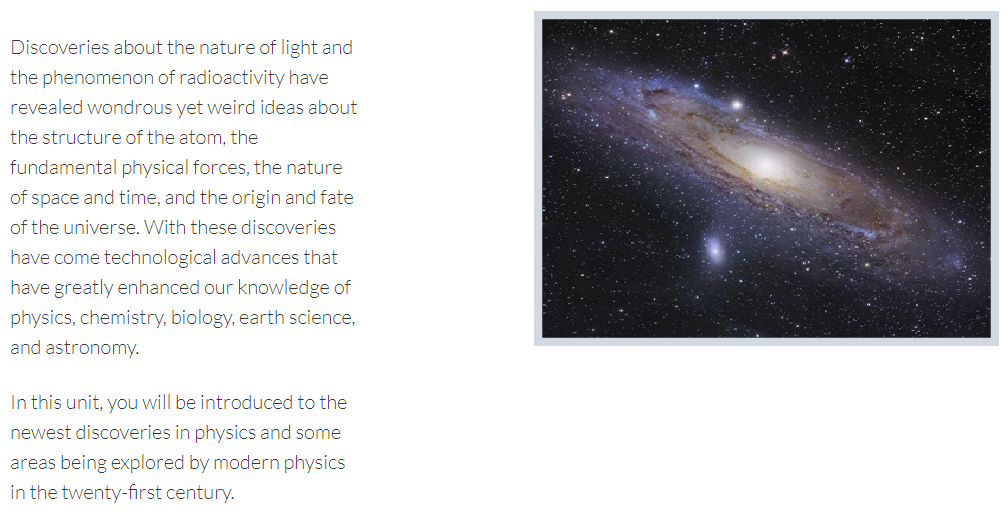 Discoveries about the nature of light and
the phenomenon of radioactivity have
revealed wondrous yet weird ideas about
the structure of the atom, the
fundamental physical forces, the nature
of space and time, and the origin and fate
of the universe. With these discoveries
have come technological advances that
have greatly enhanced our knowledge of
physics, chemistry, biology, earth science,
and astronomy.
In this unit, you will be introduced to the
newest discoveries in physics and some
areas being explored by modern physics
in the twenty-first century.